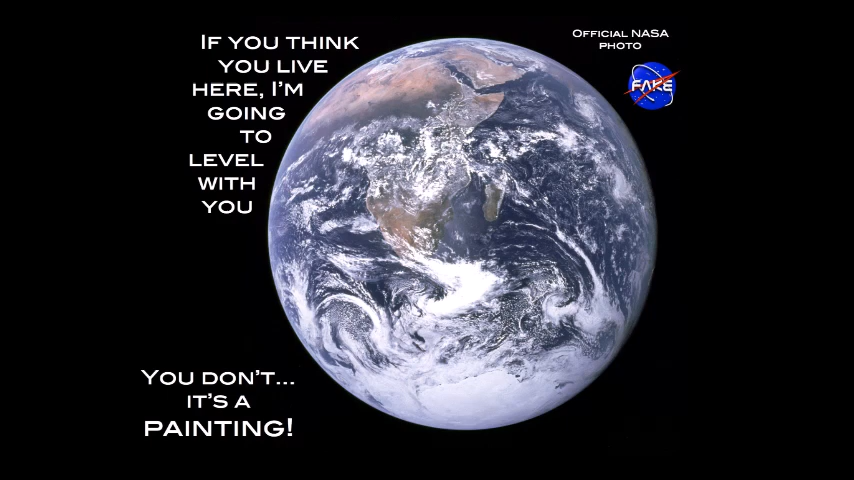 If you think
you live
here, I'm
going
to
level
with
you
Official NASA
photo
FAKE
You don't...
it's a
painting!